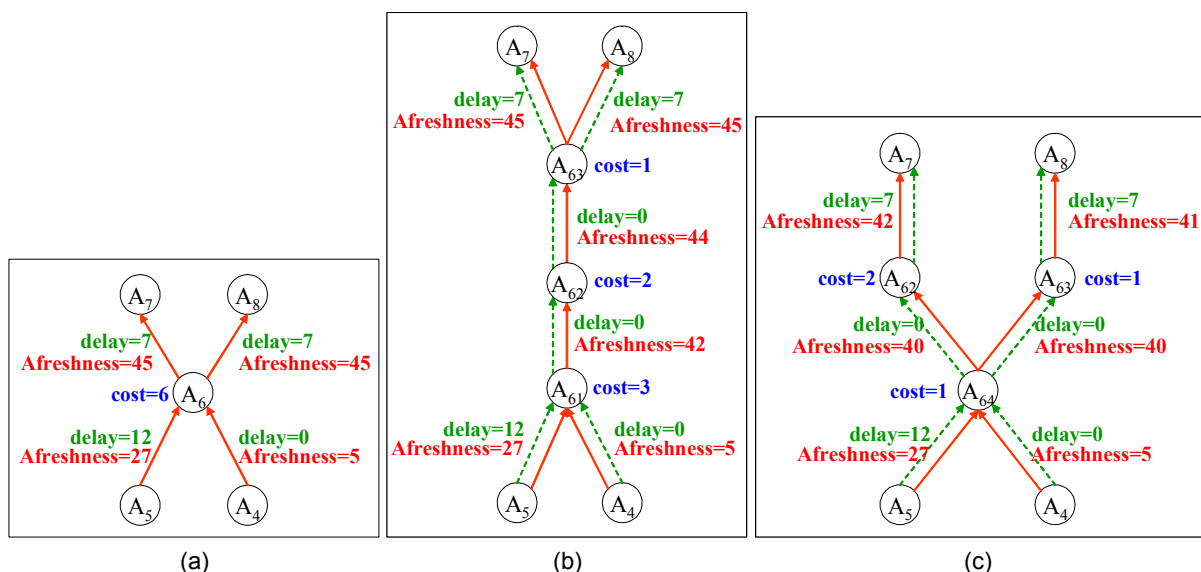 A7 A8
delay=7 delay=7
Afreshness=45 Afreshness=45
cost=6 A6
delay=12 delay=0
Afreshness=27 Afreshness=5
A5 A4
(a)
A7 A8
delay=7 delay=7
Afreshness=45 Afreshness=45
A63 cost=1
delay=0
Afreshness=44
A62 cost=2
delay=0
Afreshness=42
A61 cost=3
delay=12 delay=0
Afreshness=27 Afreshness=5
A5 A4
(b)
A7 A8
delay=7 delay=7
Afreshness=42 Afreshness=41
cost=2 A62 A63 cost=1
delay=0 delay=0
Afreshness=40 Afreshness=40
cost=1 A64
delay=12 delay=0
Afreshness=27 Afreshness=5
A5 A4
(c)